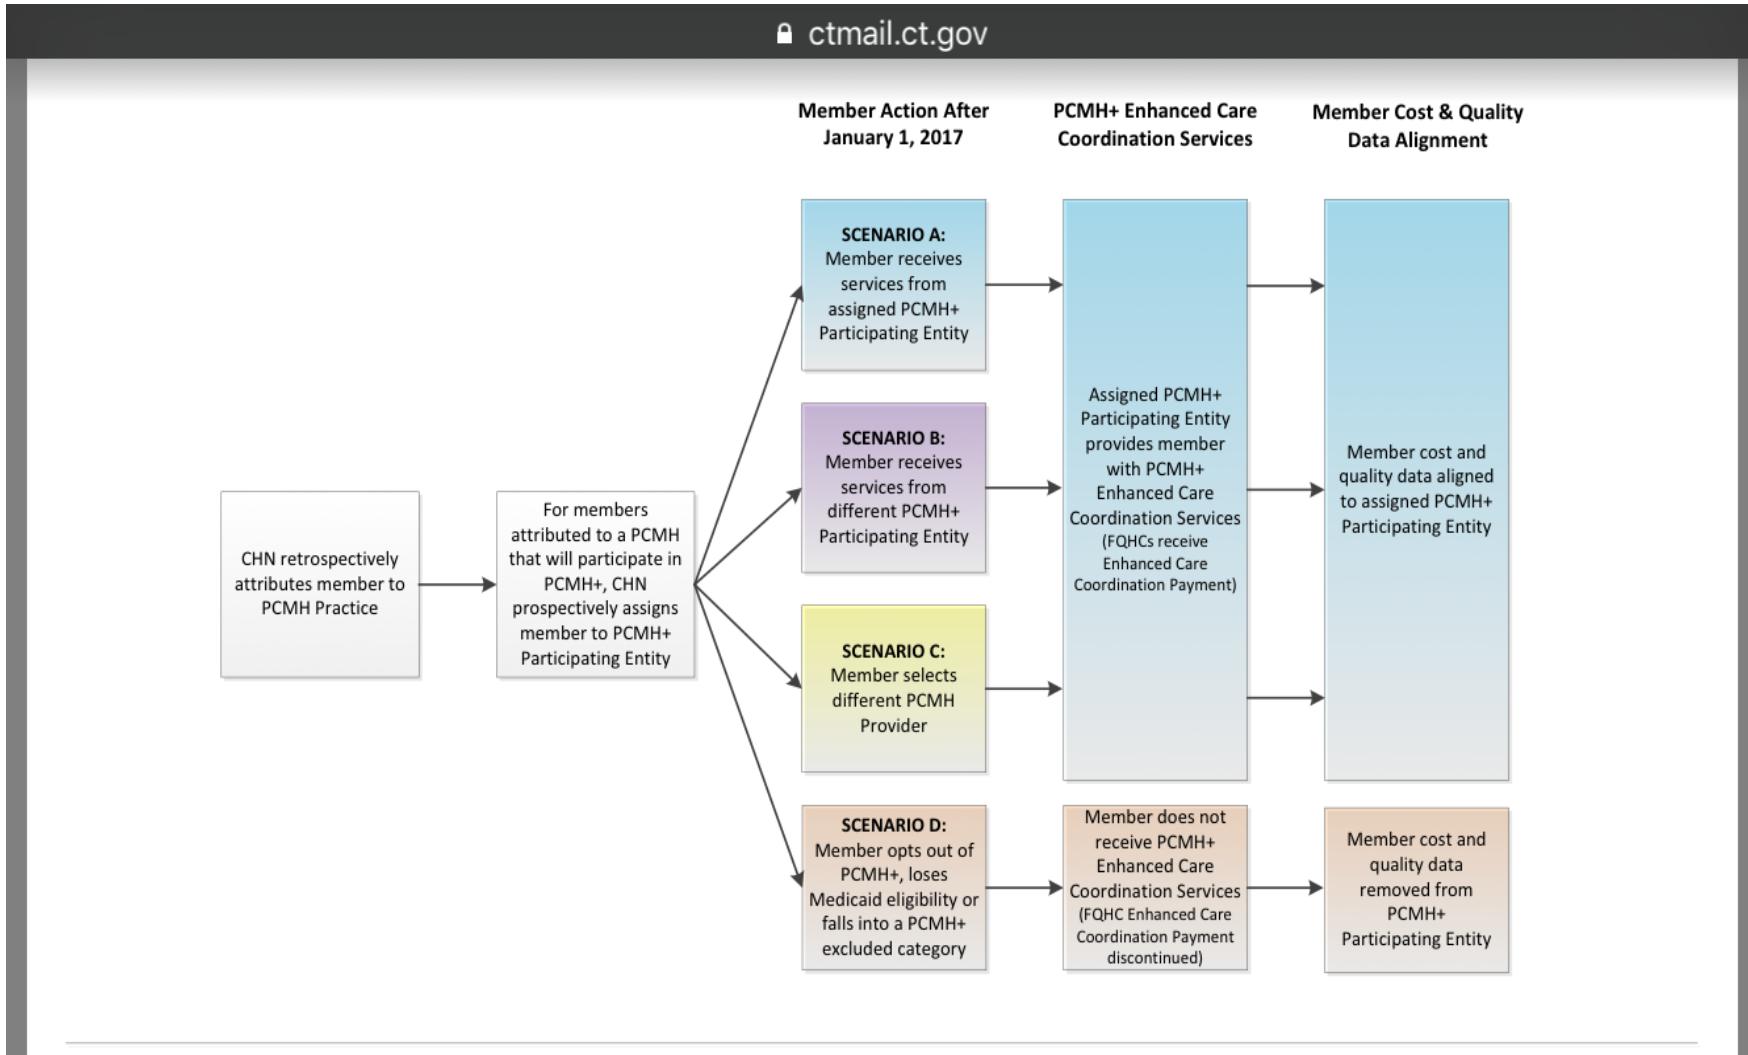 ctmail.ct.gov
Member Action After
January 1, 2017
PCMH+ Enhanced Care
Coordination Services
Member Cost & Quality
Data Alignment
CHN retrospectively
attributes member to
PCMH Practice
For members
attributed to a PCMH
that will participate in
PCMH+, CHN
prospectively assigns
member to PCMH+
Participating Entity
SCENARIO A:
Member receives
services from
assigned PCMH+
Participating Entity
SCENARIO B:
Member receives
services from
different PCMH+
Participating Entity
SCENARIO C:
Member selects
different PCMH
Provider
SCENARIO D:
Member opts out of
PCMH+, loses
Medicaid eligibility or
falls into a PCMH+
excluded category
Assigned PCMH+
Participating Entity
provides member
with PCMH+
Enhanced Care
Coordination Services
(FQHCs receive
Enhanced Care
Coordination Payment)
Member does not
receive PCMH+
Enhanced Care
Coordination Services
(FQHC Enhanced Care
Coordination Payment
discontinued)
Member cost and
quality data aligned
to assigned PCMH+
Participating Entity
Member cost and
quality data
removed from
PCMH+
Participating Entity